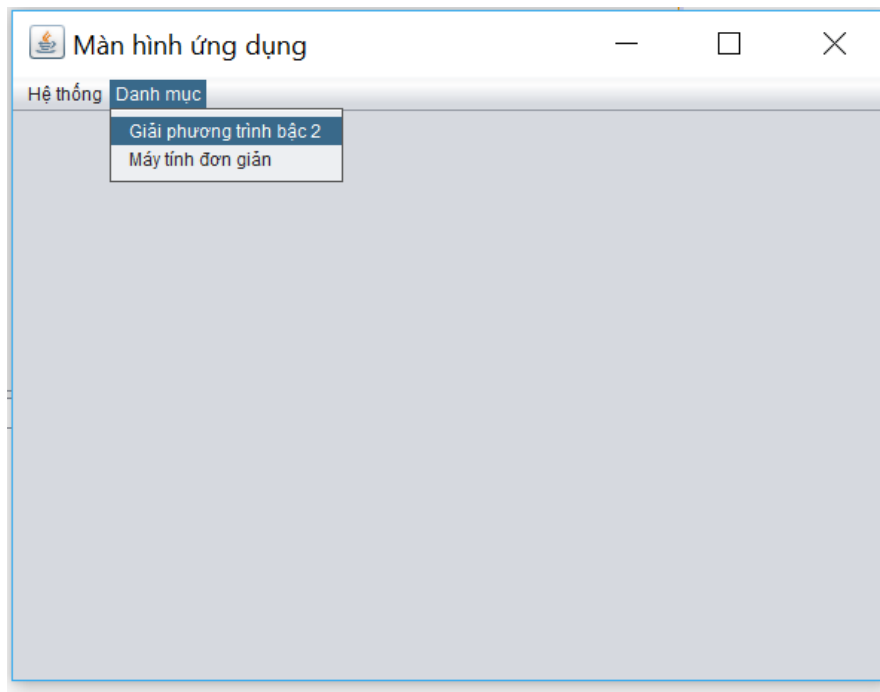 Màn hình ứng dụng
Hệ thống Danh mục
Giải phương trình bậc 2
Máy tính đơn giản